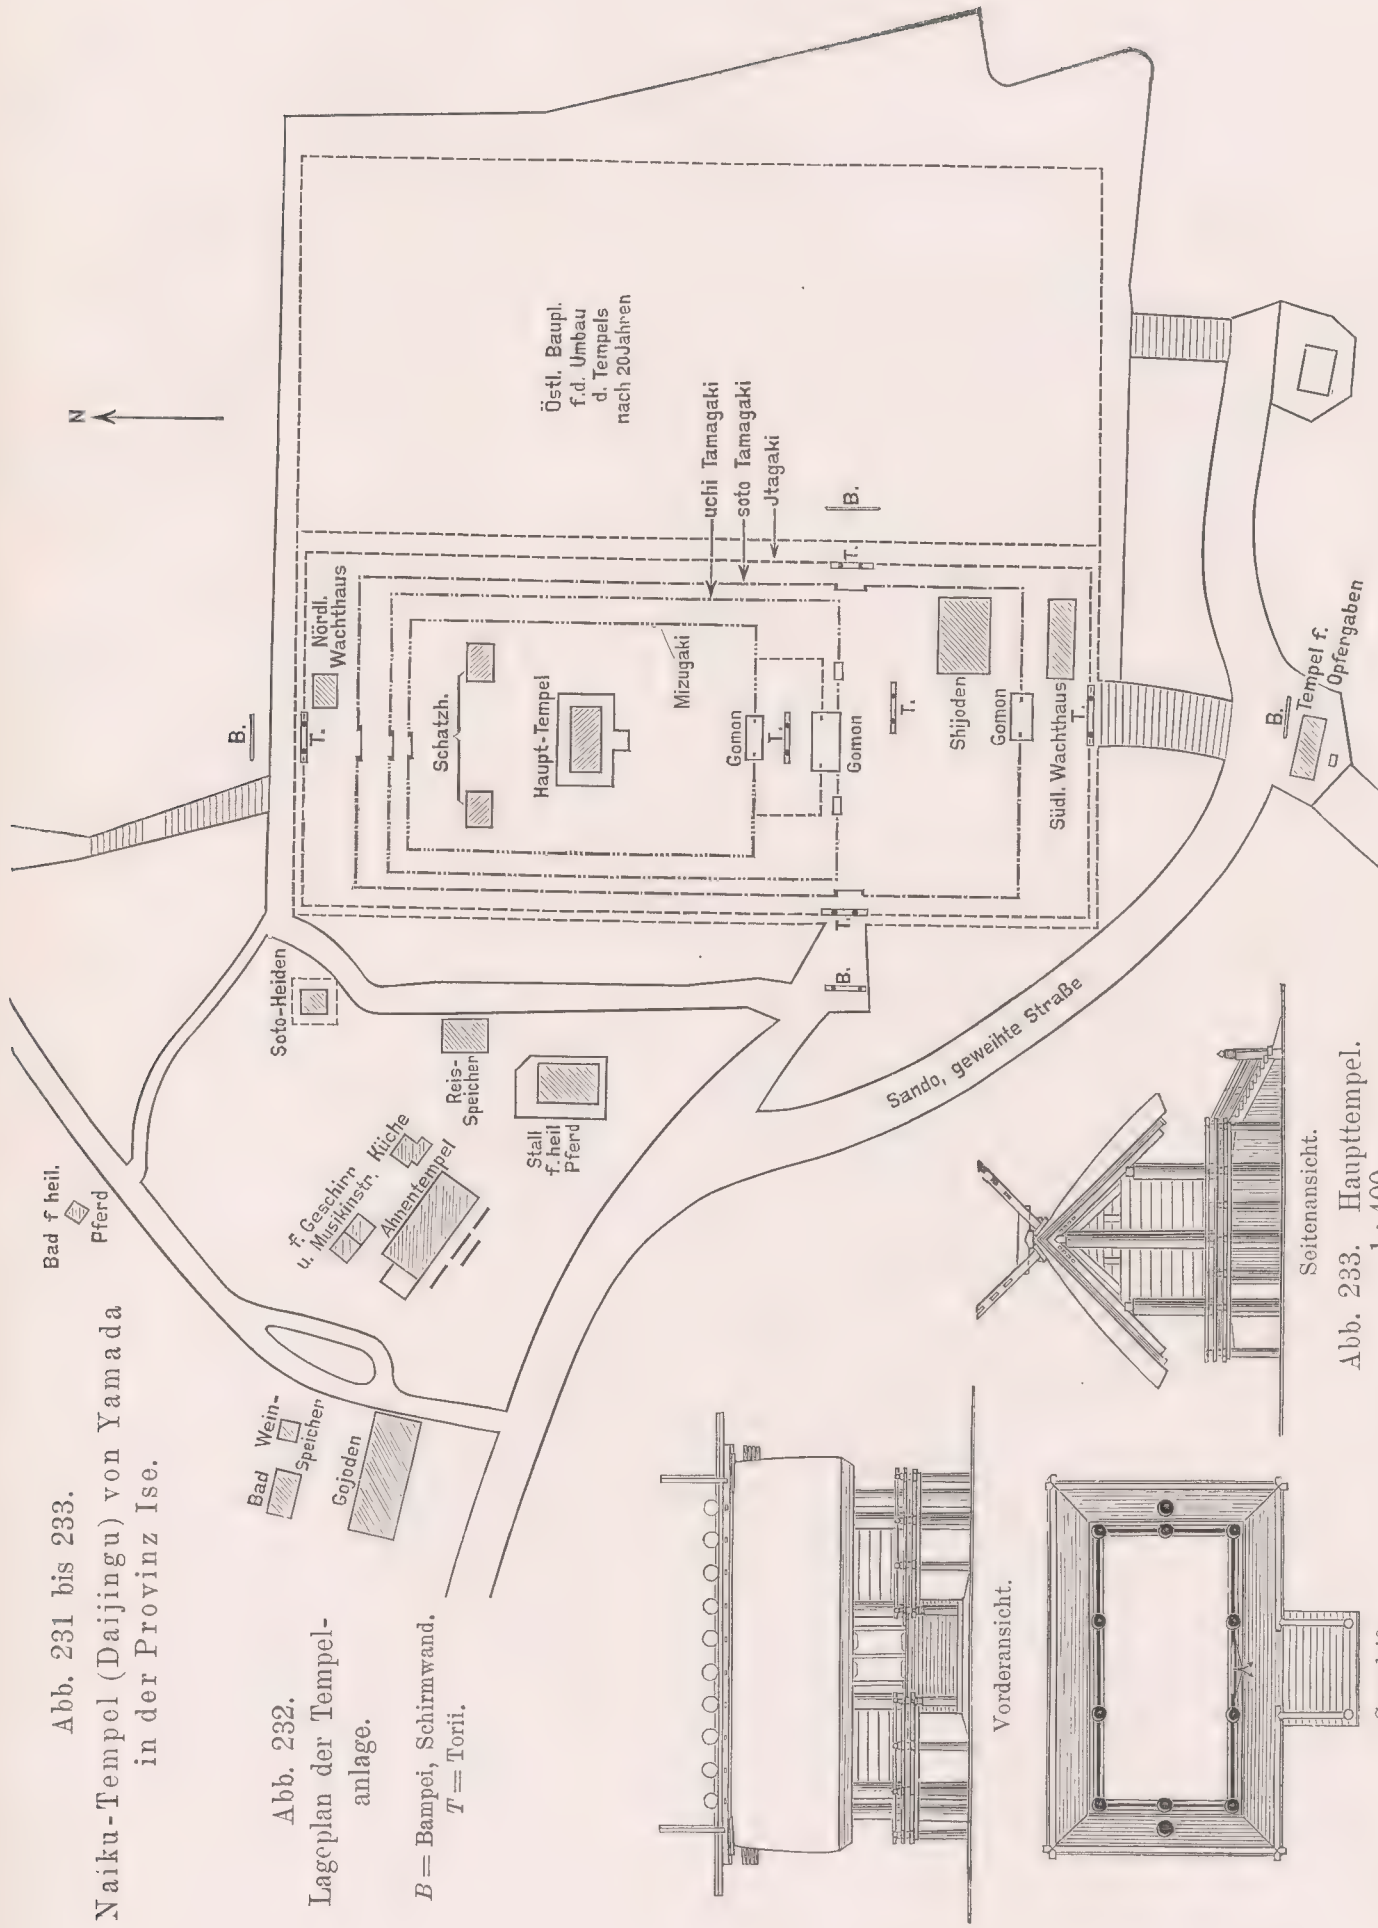 Abb. 231 bis 233.
Naiku-Tempel (Daijingu) von Yamada
in der Provinz Ise.
Abb. 232.
Lageplan der Tempel-
anlage.
B = Bampei, Schirmwand.
T = Torii.
Bad f heil.
Pferd
Bad
Wein-
Speicher
Gojoden
f. Geschirr
u. Musikinstr.
Küche
Ahnentempel
Soto-Heiden
Reis-
Speicher
Stall
f. heil
Pferd
N
B.
T.
Nördl.
Wachthaus
Schatzh.
Haupt-Tempel
Mizugaki
Gomon
T.
Gomon
T.
Shijoden
Gomon
Südl. Wachthaus
T.
T.
B.
T.
B.
uchi Tamagaki
soto Tamagaki
Jtagaki
Östl. Baupl.
f.d. Umbau
d. Tempels
nach 20Jahren
Sando, geweihte Straße
B.
Tempel f.
Opfergaben
Vorderansicht.
Seitenansicht.
Abb. 233. Haupttempel.